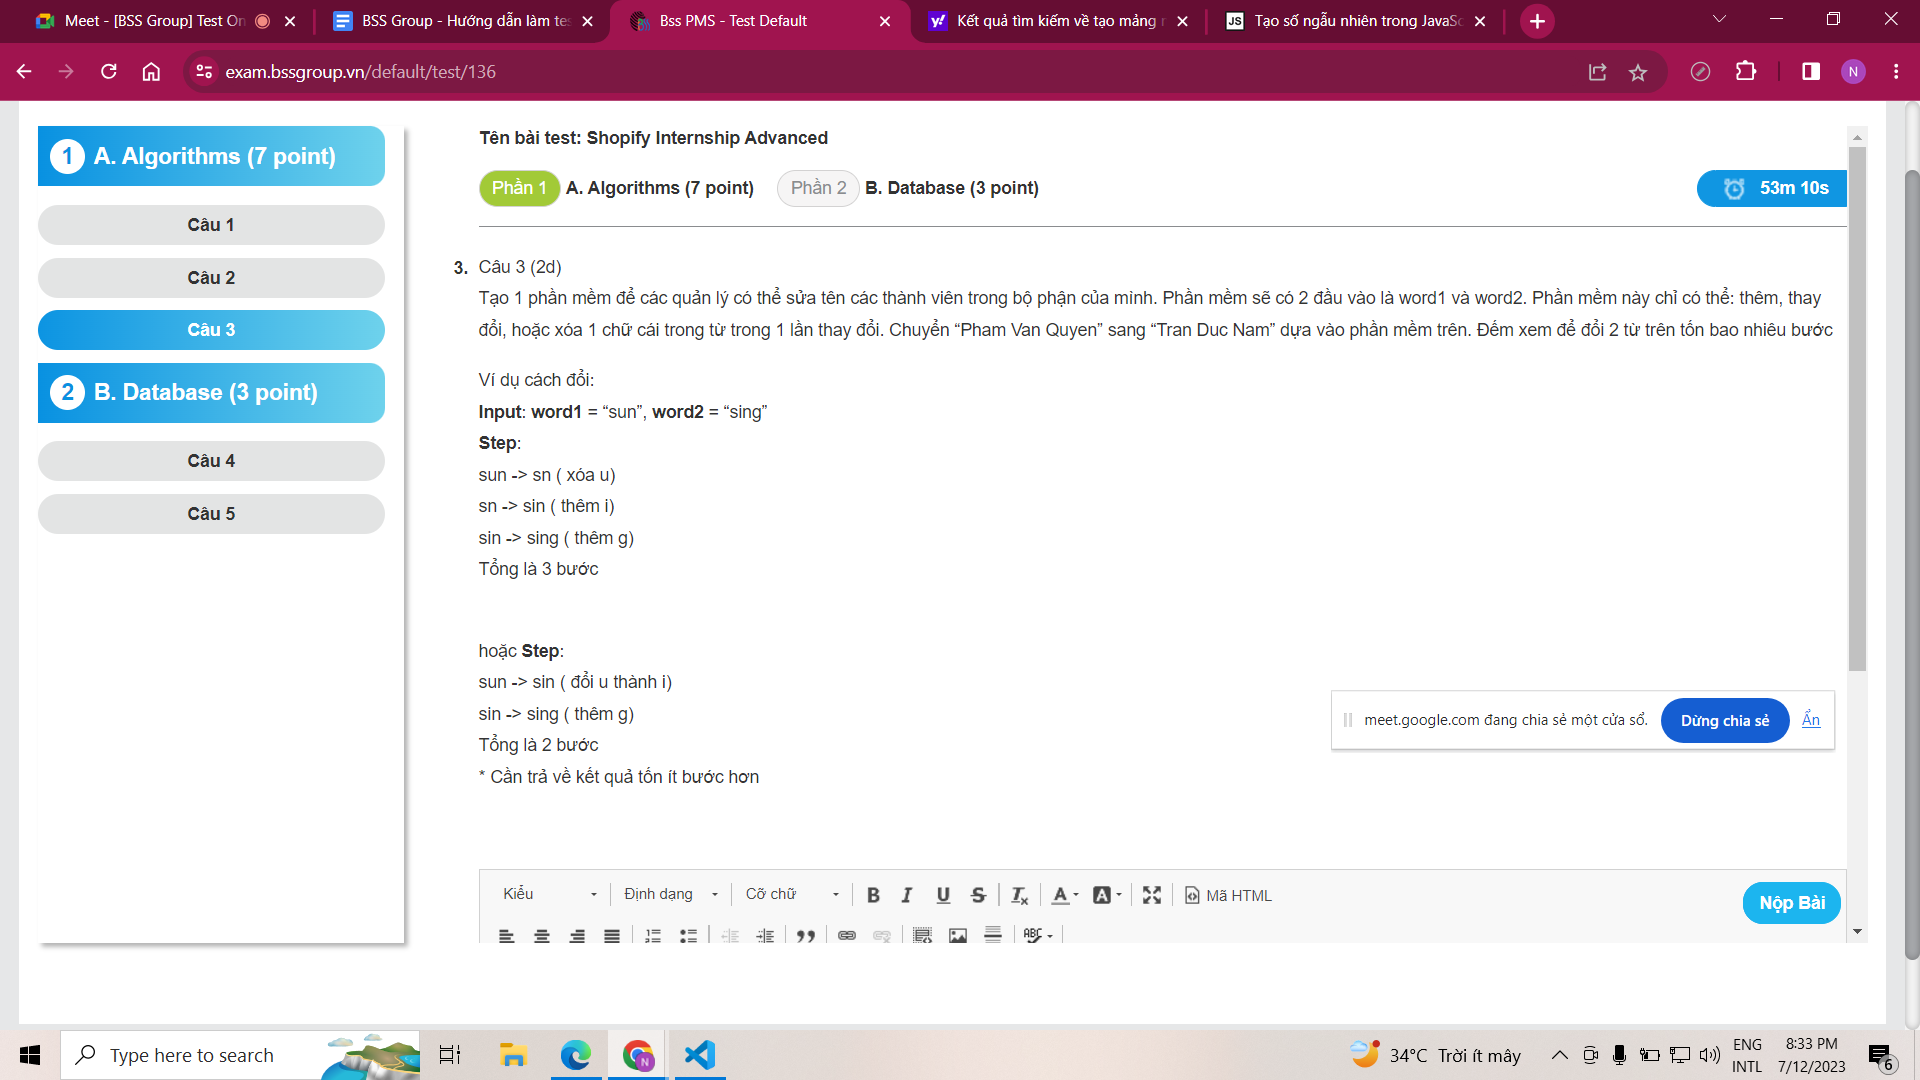 Meet - [BSS Group] Test On
BSS Group - Hướng dẫn làm tes
Bss PMS - Test Default
Kết quả tìm kiếm về tạo mảng
Tạo số ngẫu nhiên trong JavaSc
exam.bssgroup.vn/default/test/136
N
1 A. Algorithms (7 point)
Câu 1
Câu 2
Câu 3
2 B. Database (3 point)
Câu 4
Câu 5
Tên bài test: Shopify Internship Advanced
Phần 1 A. Algorithms (7 point) Phần 2 B. Database (3 point)
53m 10s
3. Câu 3 (2d)
Tạo 1 phần mềm để các quản lý có thể sửa tên các thành viên trong bộ phận của mình. Phần mềm sẽ có 2 đầu vào là word1 và word2. Phần mềm này chỉ có thể: thêm, thay
đổi, hoặc xóa 1 chữ cái trong từ trong 1 lần thay đổi. Chuyển “Pham Van Quyen” sang “Tran Duc Nam” dựa vào phần mềm trên. Đếm xem để đổi 2 từ trên tốn bao nhiêu bước
Ví dụ cách đổi:
Input: word1 = “sun”, word2 = “sing”
Step:
sun -> sn ( xóa u)
sn -> sin ( thêm i)
sin -> sing ( thêm g)
Tổng là 3 bước
hoặc Step:
sun -> sin ( đổi u thành i)
sin -> sing ( thêm g)
Tổng là 2 bước
* Cần trả về kết quả tốn ít bước hơn
meet.google.com đang chia sẻ một cửa sổ. Dừng chia sẻ Ẩn
Kiểu Định dạng Cỡ chữ B I U S Tx A A Mã HTML
ABC
Nộp Bài
Type here to search
34°C Trời ít mây
ENG
INTL
8:33 PM
7/12/2023
6